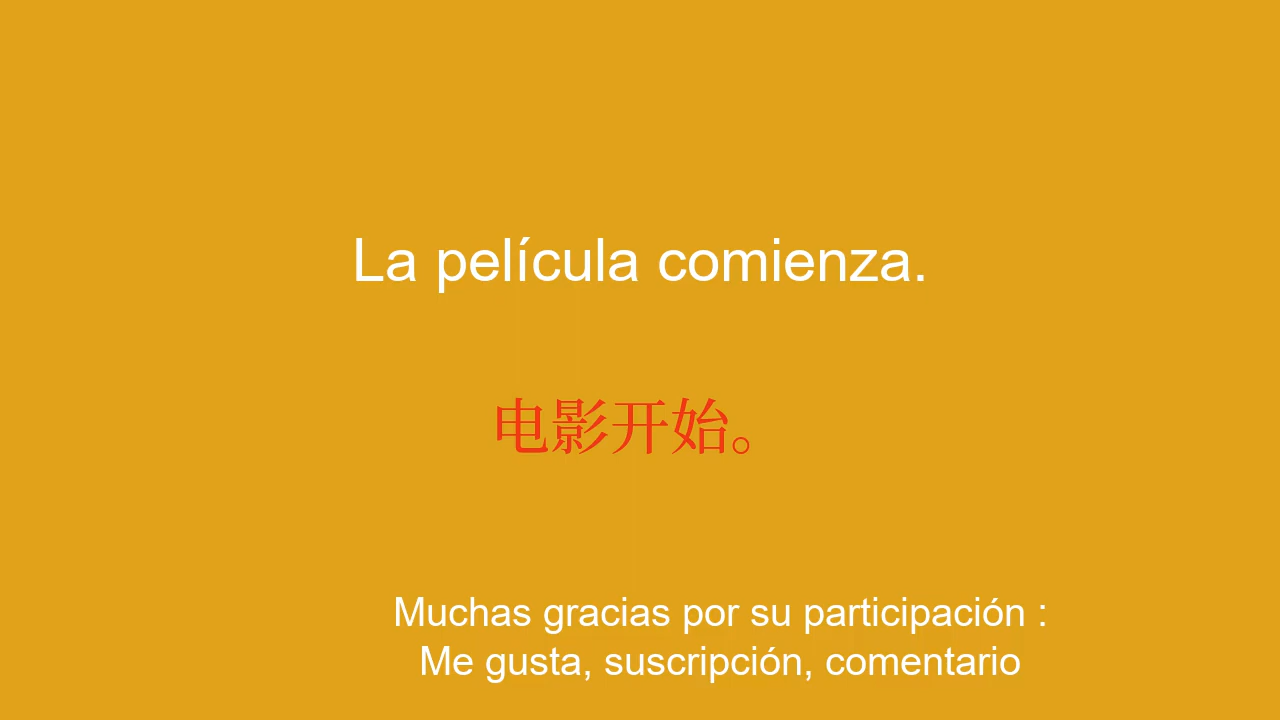 La película comienza.
电影开始。
Muchas gracias por su participación :
Me gusta, suscripción, comentario